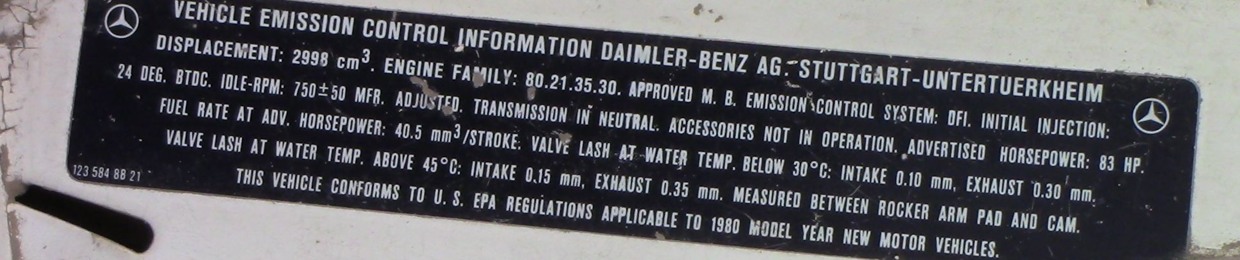 VEHICLE EMISSION CONTROL INFORMATION DAIMLER-BENZ AG. STUTTGART-UNTERTUERKHEIM
DISPLACEMENT: 2998 cm³. ENGINE FAMILY: 80.21.35.30. APPROVED M. B. EMISSION CONTROL SYSTEM: DFI. INITIAL INJECTION:
24 DEG. BTDC. IDLE-RPM: 750±50 MFR. ADJUSTED, TRANSMISSION IN NEUTRAL. ACCESSORIES NOT IN OPERATION. ADVERTISED HORSEPOWER: 83 HP.
FUEL RATE AT ADV. HORSEPOWER: 40.5 mm³/STROKE. VALVE LASH AT WATER TEMP. BELOW 30°C: INTAKE 0.10 mm, EXHAUST 0.30 mm.
VALVE LASH AT WATER TEMP. ABOVE 45°C: INTAKE 0.15 mm, EXHAUST 0.35 mm. MEASURED BETWEEN ROCKER ARM PAD AND CAM.
123 584 88 21
THIS VEHICLE CONFORMS TO U. S. EPA REGULATIONS APPLICABLE TO 1980 MODEL YEAR NEW MOTOR VEHICLES.